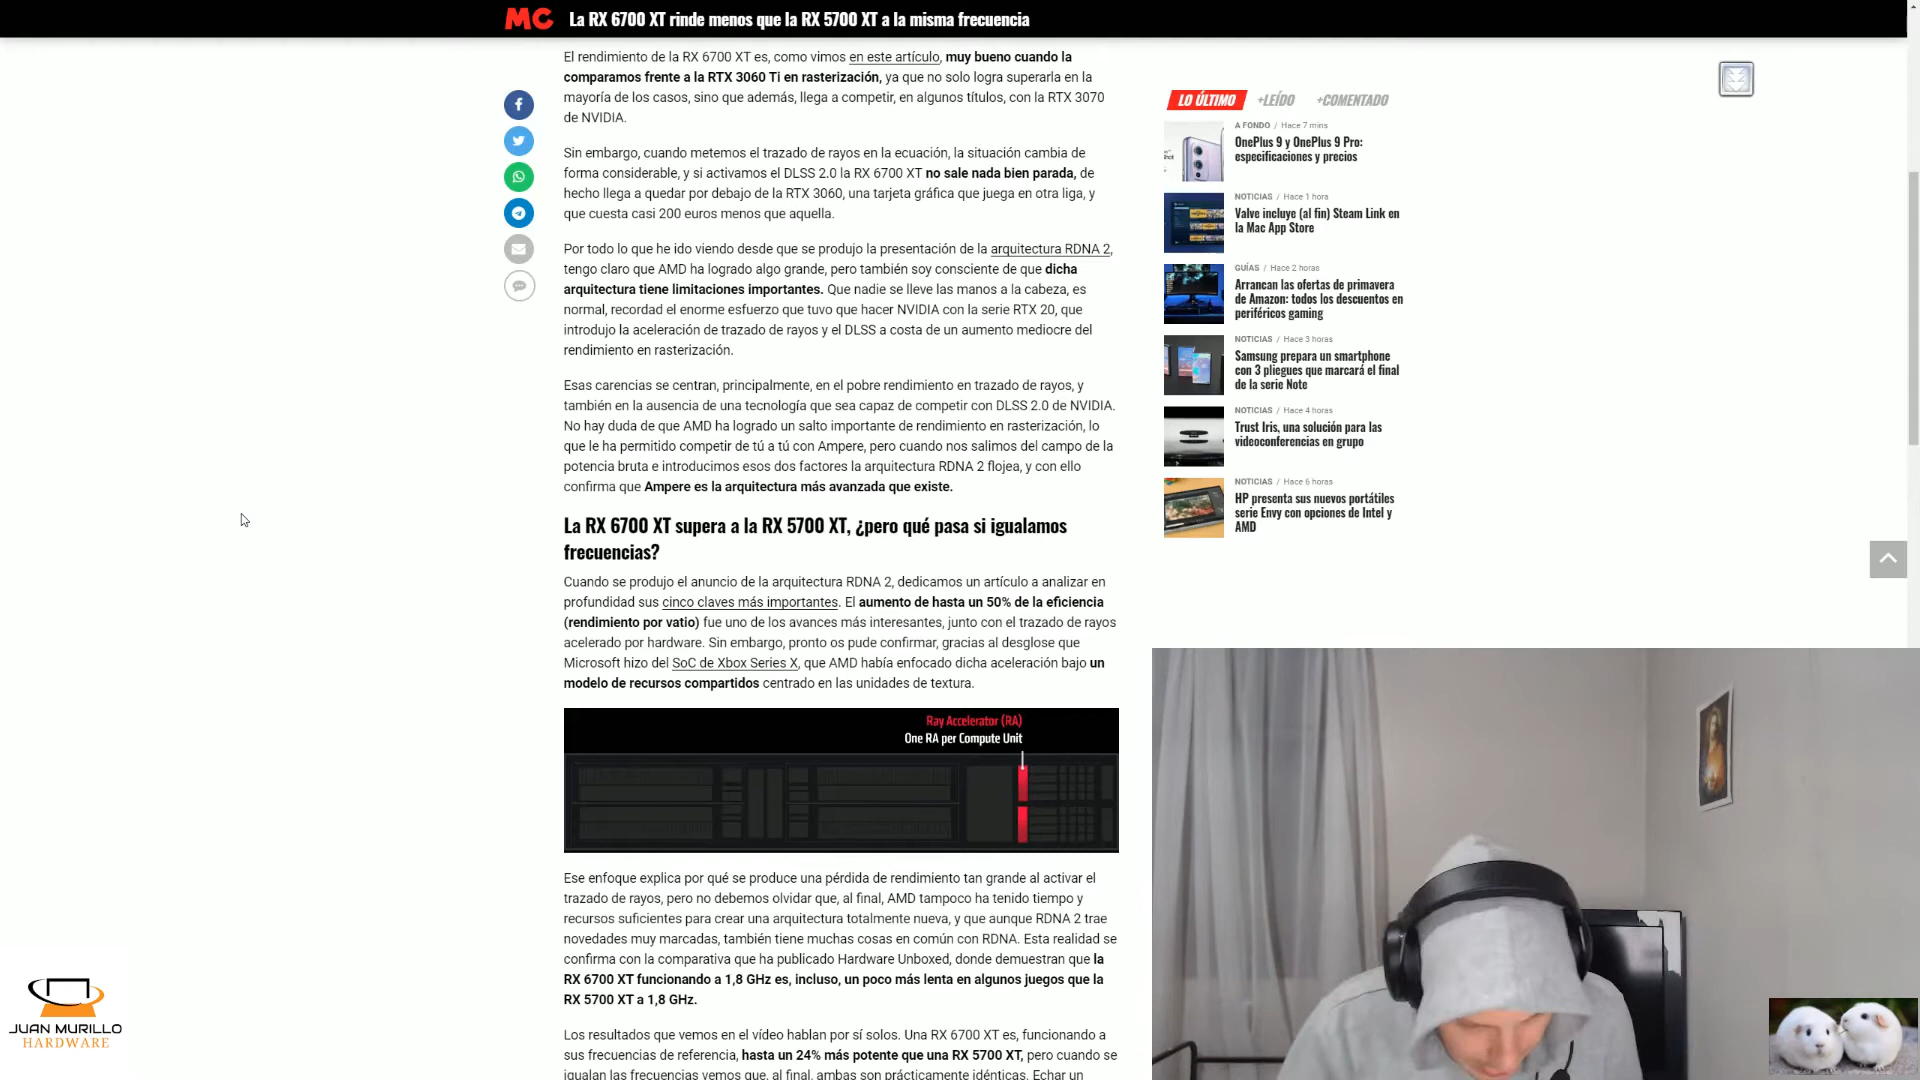 MC La RX 6700 XT rinde menos que la RX 5700 XT a la misma frecuencia
El rendimiento de la RX 6700 XT es, como vimos en este artículo, muy bueno cuando la
comparamos frente a la RTX 3060 Ti en rasterización, ya que no solo logra superarla en la
mayoría de los casos, sino que además, llega a competir, en algunos títulos, con la RTX 3070
de NVIDIA.
Sin embargo, cuando metemos el trazado de rayos en la ecuación, la situación cambia de
forma considerable, y si activamos el DLSS 2.0 la RX 6700 XT no sale nada bien parada, de
hecho llega a quedar por debajo de la RTX 3060, una tarjeta gráfica que juega en otra liga, y
que cuesta casi 200 euros menos que aquella.
Por todo lo que he ido viendo desde que se produjo la presentación de la arquitectura RDNA 2,
tengo claro que AMD ha logrado algo grande, pero también soy consciente de que dicha
arquitectura tiene limitaciones importantes. Que nadie se lleve las manos a la cabeza, es
normal, recordad el enorme esfuerzo que tuvo que hacer NVIDIA con la serie RTX 20, que
introdujo la aceleración de trazado de rayos y el DLSS a costa de un aumento mediocre del
rendimiento en rasterización.
Esas carencias se centran, principalmente, en el pobre rendimiento en trazado de rayos, y
también en la ausencia de una tecnología que sea capaz de competir con DLSS 2.0 de NVIDIA.
No hay duda de que AMD ha logrado un salto importante de rendimiento en rasterización, lo
que le ha permitido competir de tú a tú con Ampere, pero cuando nos salimos del campo de la
potencia bruta e introducimos esos dos factores la arquitectura RDNA 2 flojea, y con ello
confirma que Ampere es la arquitectura más avanzada que existe.
La RX 6700 XT supera a la RX 5700 XT, ¿pero qué pasa si igualamos
frecuencias?
Cuando se produjo el anuncio de la arquitectura RDNA 2, dedicamos un artículo a analizar en
profundidad sus cinco claves más importantes. El aumento de hasta un 50% de la eficiencia
(rendimiento por vatio) fue uno de los avances más interesantes, junto con el trazado de rayos
acelerado por hardware. Sin embargo, pronto os pude confirmar, gracias al desglose que
Microsoft hizo del SoC de Xbox Series X, que AMD había enfocado dicha aceleración bajo un
modelo de recursos compartidos centrado en las unidades de textura.
Ray Accelerator (RA)
One RA per Compute Unit
Ese enfoque explica por qué se produce una pérdida de rendimiento tan grande al activar el
trazado de rayos, pero no debemos olvidar que, al final, AMD tampoco ha tenido tiempo y
recursos suficientes para crear una arquitectura totalmente nueva, y que aunque RDNA 2 trae
novedades muy marcadas, también tiene muchas cosas en común con RDNA. Esta realidad se
confirma con la comparativa que ha publicado Hardware Unboxed, donde demuestran que la
RX 6700 XT funcionando a 1,8 GHz es, incluso, un poco más lenta en algunos juegos que la
RX 5700 XT a 1,8 GHz.
Los resultados que vemos en el vídeo hablan por sí solos. Una RX 6700 XT es, funcionando a
sus frecuencias de referencia, hasta un 24% más potente que una RX 5700 XT, pero cuando se
igualan las frecuencias vemos que, al final, ambas son prácticamente idénticas. Echar un
LO ÚLTIMO +LEÍDO +COMENTADO
A FONDO / Hace 7 mins
OnePlus 9 y OnePlus 9 Pro:
especificaciones y precios
NOTICIAS / Hace 1 hora
Valve incluye (al fin) Steam Link en
la Mac App Store
GUÍAS / Hace 2 horas
Arrancan las ofertas de primavera
de Amazon: todos los descuentos en
periféricos gaming
NOTICIAS / Hace 3 horas
Samsung prepara un smartphone
con 3 pliegues que marcará el final
de la serie Note
NOTICIAS / Hace 4 horas
Trust Iris, una solución para las
videoconferencias en grupo
NOTICIAS / Hace 6 horas
HP presenta sus nuevos portátiles
serie Envy con opciones de Intel y
AMD
JUAN MURILLO
HARDWARE